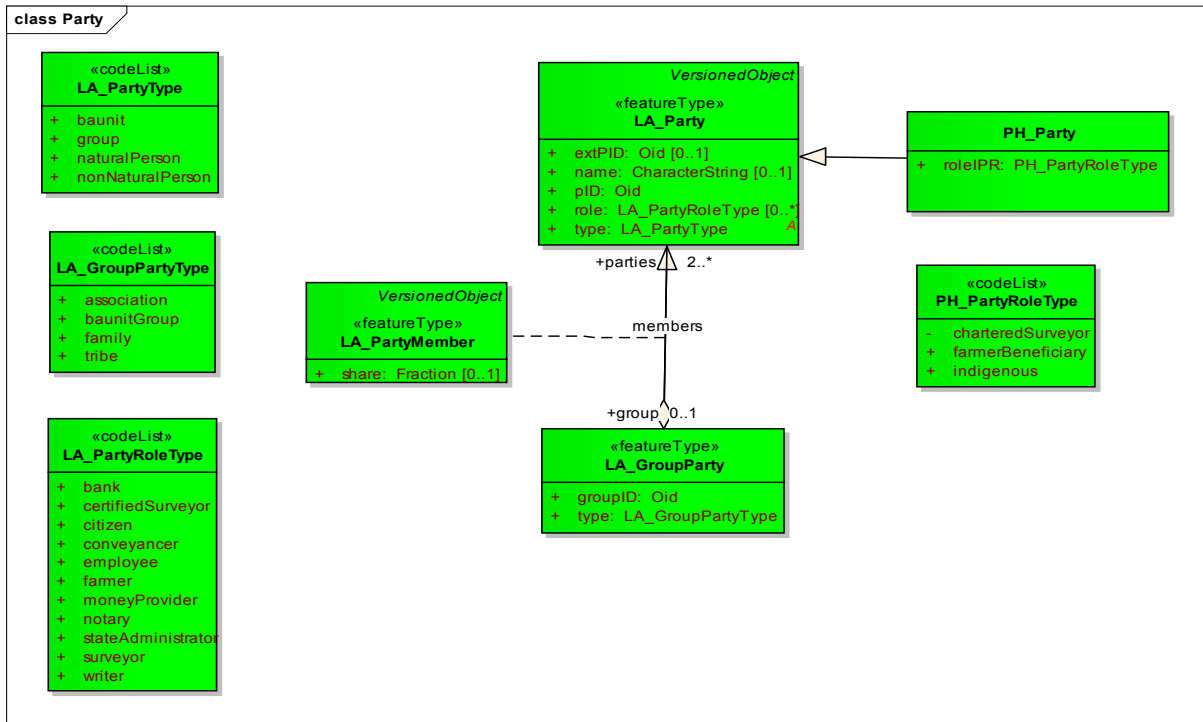 class Party
«codeList»
LA_PartyType
+ baunit
+ group
+ naturalPerson
+ nonNaturalPerson
«codeList»
LA_GroupPartyType
+ association
+ baunitGroup
+ family
+ tribe
«codeList»
LA_PartyRoleType
+ bank
+ certifiedSurveyor
+ citizen
+ conveyancer
+ employee
+ farmer
+ moneyProvider
+ notary
+ stateAdministrator
+ surveyor
+ writer
VersionedObject
«featureType»
LA_Party
+ extPID: Oid [0..1]
+ name: CharacterString [0..1]
+ pID: Oid
+ role: LA_PartyRoleType [0..*]
+ type: LA_PartyType A
+parties 2..*
members
VersionedObject
«featureType»
LA_PartyMember
+ share: Fraction [0..1]
+group 0..1
«featureType»
LA_GroupParty
+ groupID: Oid
+ type: LA_GroupPartyType
PH_Party
+ roleIPR: PH_PartyRoleType
«codeList»
PH_PartyRoleType
- charteredSurveyor
+ farmerBeneficiary
+ indigenous